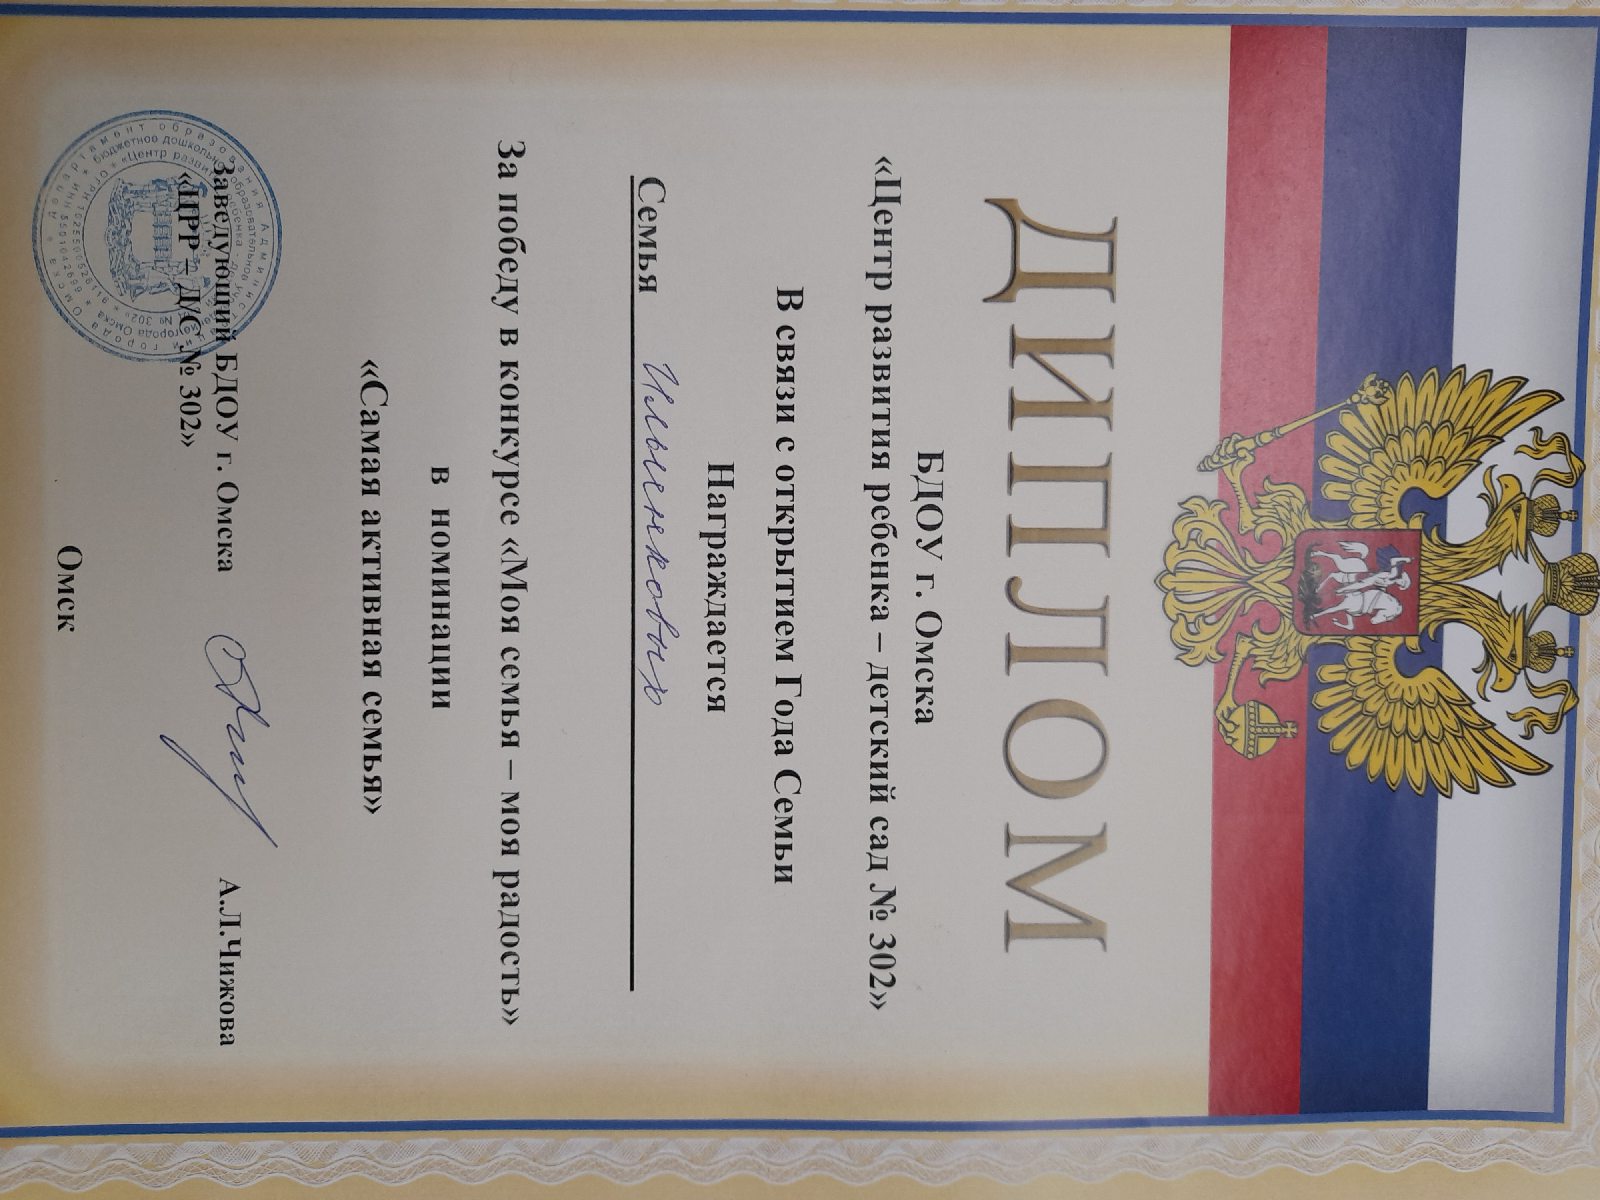 ДИПЛОМ
БДОУ г. Омска
«Центр развития ребенка – детский сад № 302»
В связи с открытием Года Семьи
Награждается
Семья Ильиенковых
За победу в конкурсе «Моя семья – моя радость»
в номинации
«Самая активная семья»
Заведующий БДОУ г. Омска А.Л.Чижова
«ЦРР – Д/С № 302»
Омск